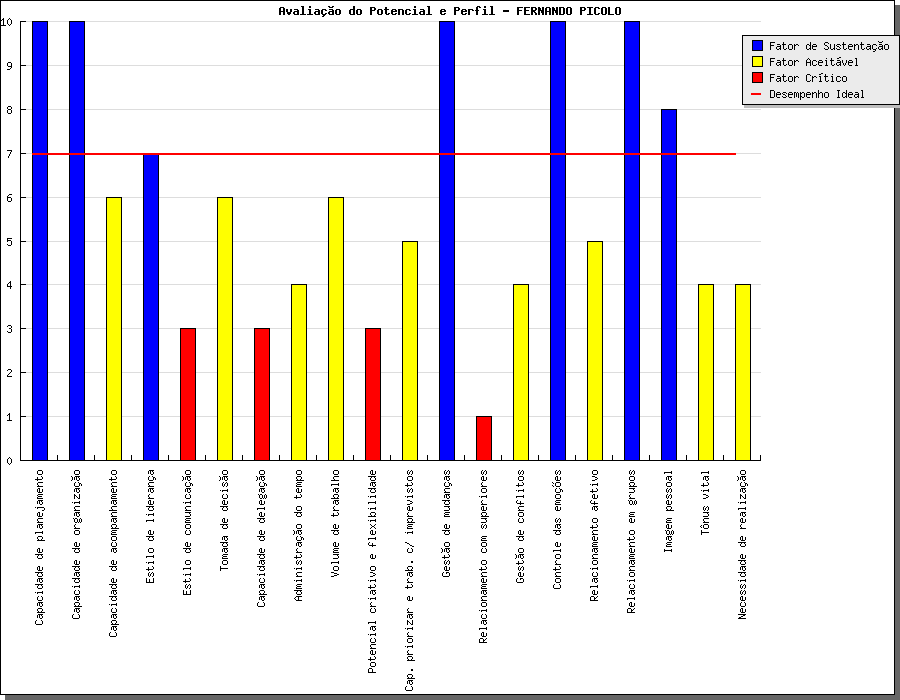 Avaliação do Potencial e Perfil - FERNANDO PICOLO
Fator de Sustentação
Fator Aceitável
Fator Crítico
Desempenho Ideal
10
9
8
7
6
5
4
3
2
1
0
Capacidade de planejamento
Capacidade de organização
Capacidade de acompanhamento
Estilo de liderança
Estilo de comunicação
Tomada de decisão
Capacidade de delegação
Administração do tempo
Volume de trabalho
Potencial criativo e flexibilidade
Cap. priorizar e trab. c/ imprevistos
Gestão de mudanças
Relacionamento com superiores
Gestão de conflitos
Controle das emoções
Relacionamento afetivo
Relacionamento em grupos
Imagem pessoal
Tônus vital
Necessidade de realização